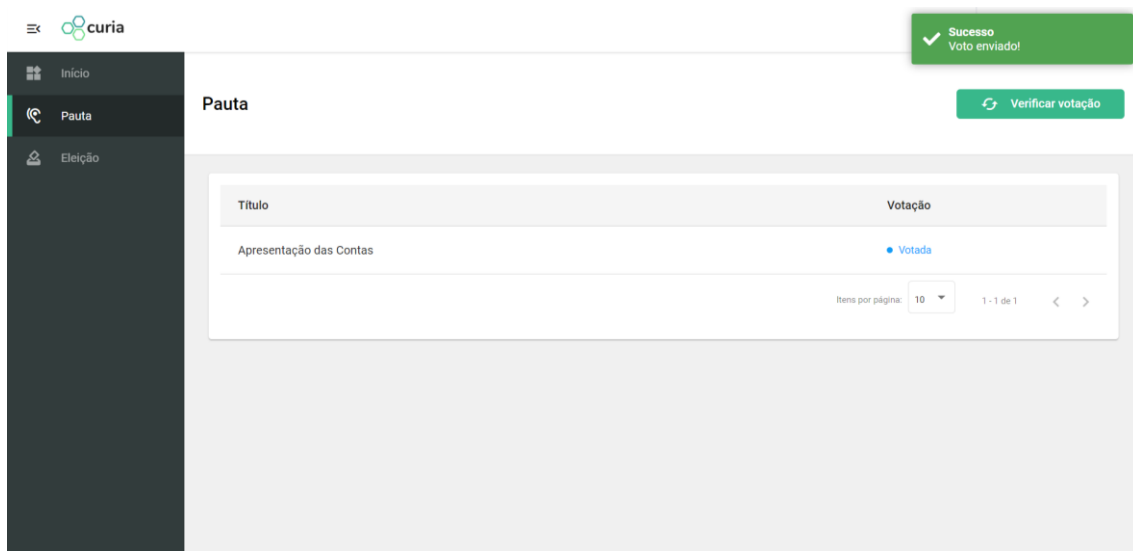 curia
Sucesso
Voto enviado!
Início
Pauta
Eleição
Pauta
Verificar votação
Título Votação
Apresentação das Contas Votada
Itens por página: 10 1 - 1 de 1